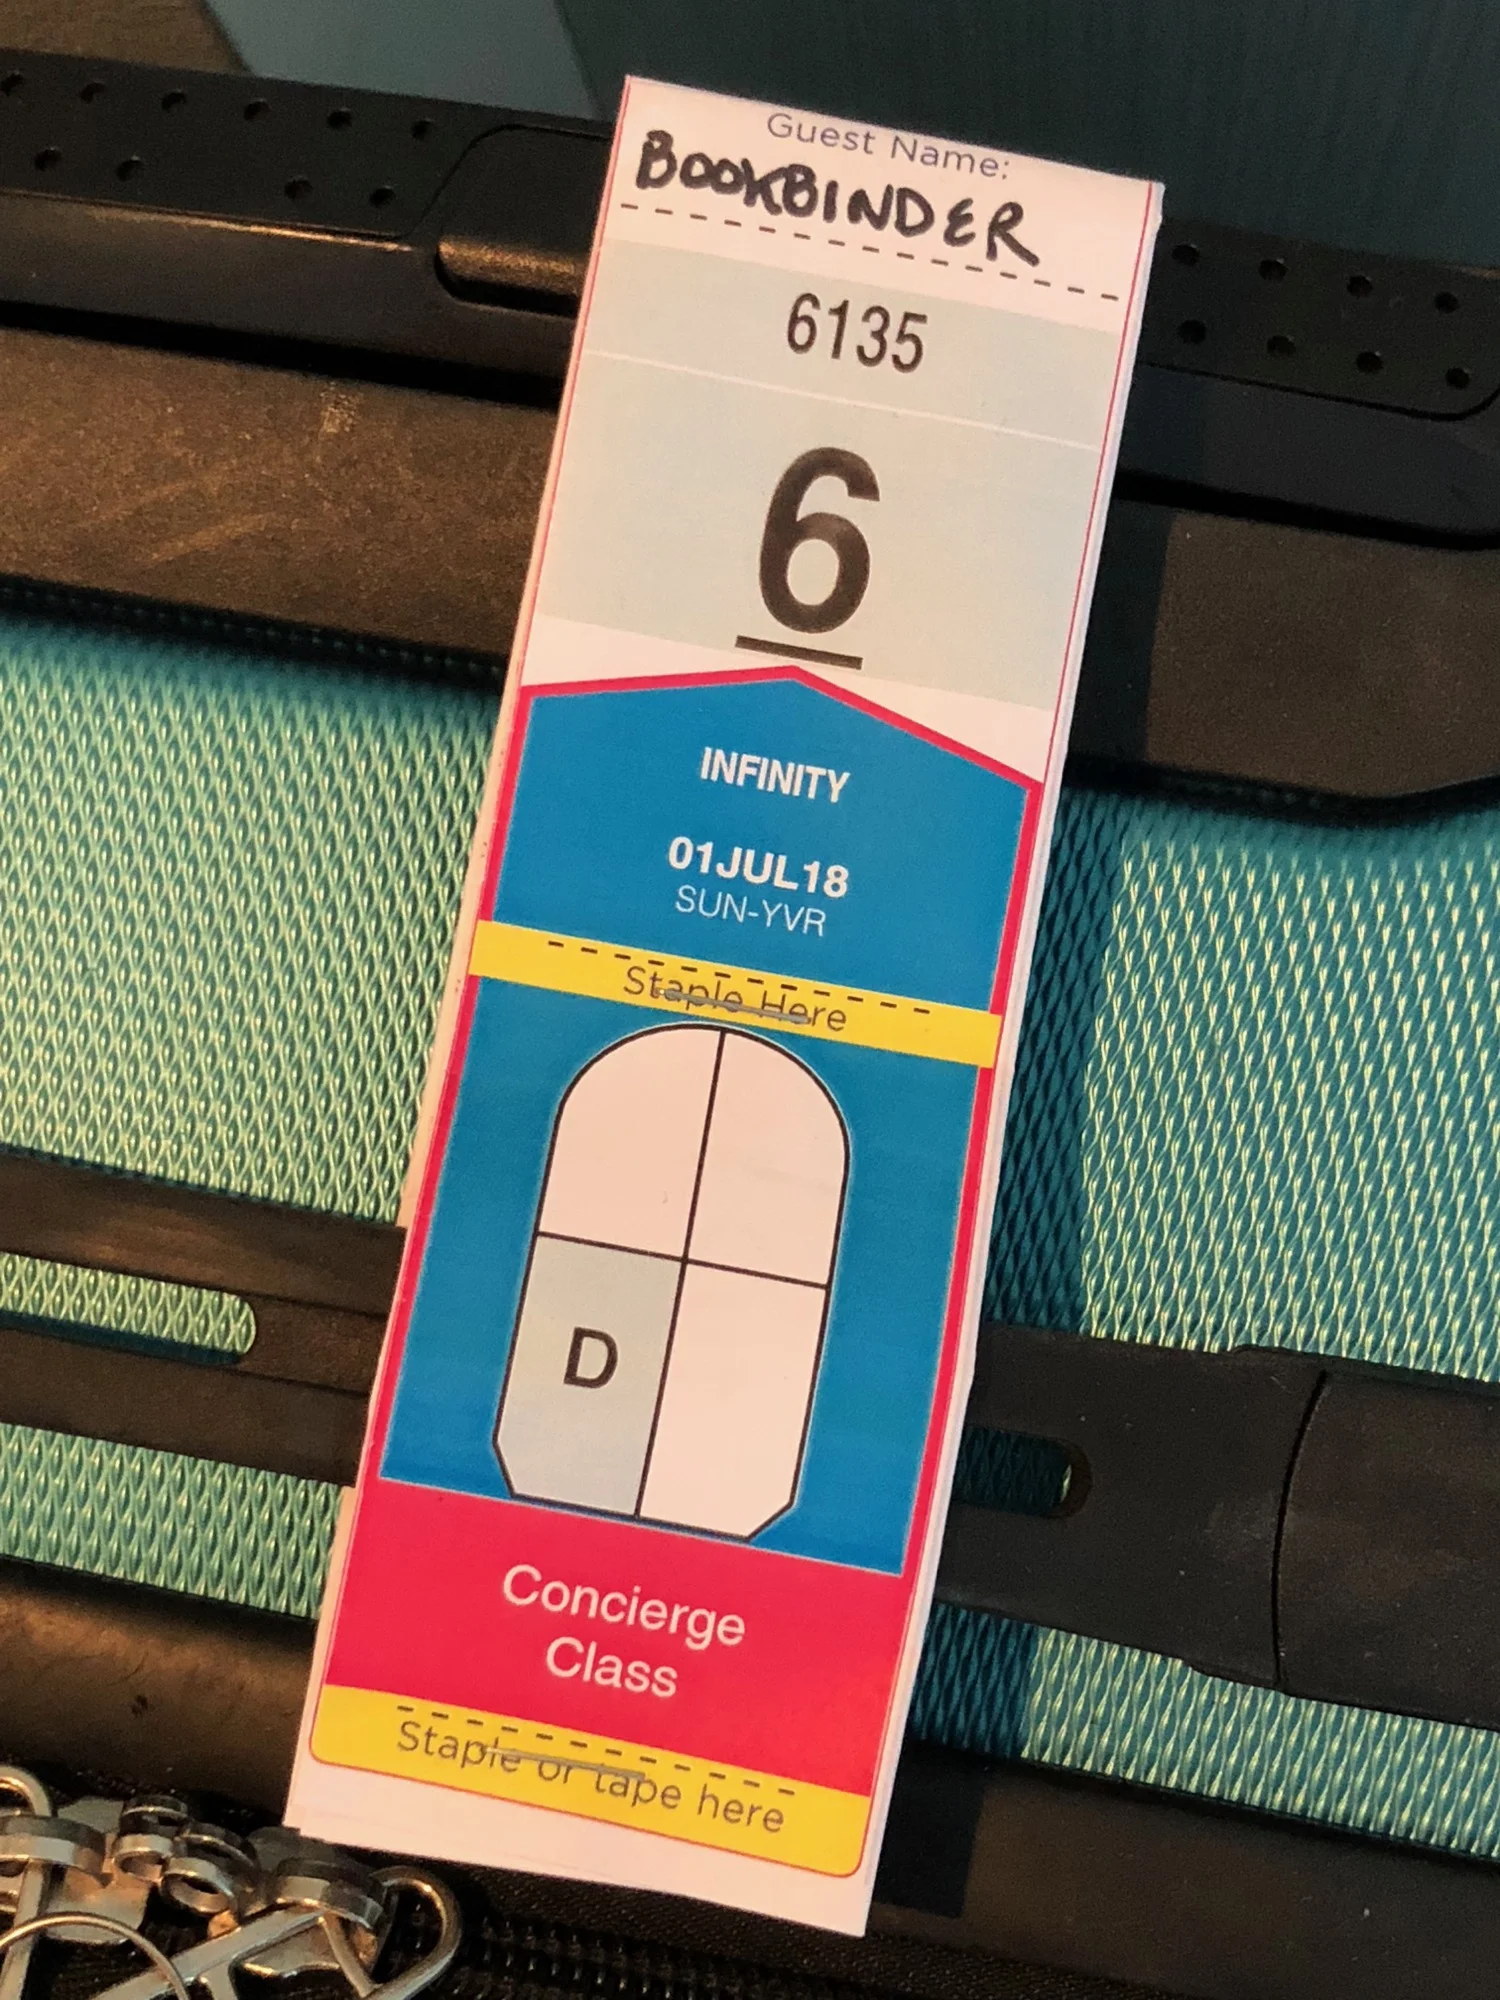 Guest Name:
BOOKBINDER
6135
6
INFINITY
01JUL18
SUN-YVR
Staple Here
D
Concierge
Class
Staple or tape here